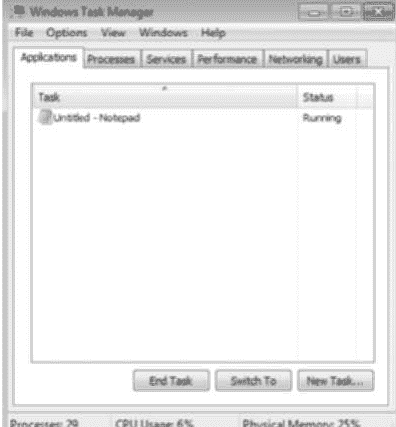 Windows Task Manager
File Options View Windows Help
Applications Processes Services Performance Networking Users
Task Status
Untitled - Notepad Running
End Task Switch To New Task...
Processes: 29 CPU Usage: 6% Physical Memory: 25%